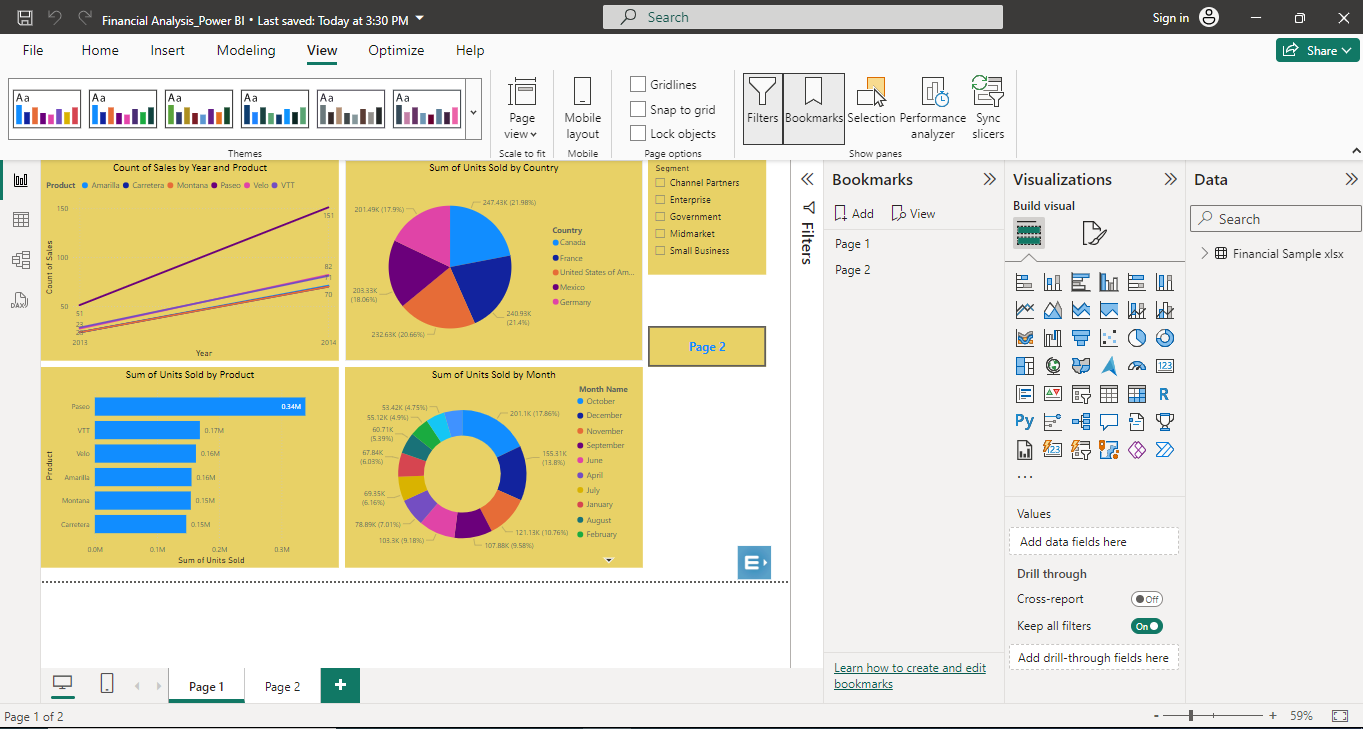 Financial Analysis_Power BI • Last saved: Today at 3:30 PM
Search
Sign in
File Home Insert Modeling View Optimize Help
Share
Aa Aa Aa Aa Aa Aa
Themes
Page view
Scale to fit
Mobile layout
Mobile
Gridlines
Snap to grid
Lock objects
Page options
Filters
Bookmarks
Selection
Performance analyzer
Sync slicers
Show panes
Count of Sales by Year and Product
Product Amarilla Carretera Montana Paseo Velo VTT
Count of Sales
150
100
50
151
82
70
51
2013 2014
Year
Sum of Units Sold by Country
247.43K (21.98%)
240.93K (21.4%)
232.63K (20.66%)
203.33K (18.06%)
201.49K (17.9%)
Country
Canada
France
United States of Am...
Mexico
Germany
Segment
Channel Partners
Enterprise
Government
Midmarket
Small Business
Page 2
Sum of Units Sold by Product
Product
Paseo 0.34M
VTT 0.17M
Velo 0.16M
Amarilla 0.16M
Montana 0.15M
Carretera 0.15M
0.0M 0.1M 0.2M 0.3M
Sum of Units Sold
Sum of Units Sold by Month
201.1K (17.86%)
155.31K (13.8%)
121.13K (10.76%)
107.88K (9.58%)
103.3K (9.18%)
78.89K (7.01%)
69.35K (6.16%)
67.84K (6.03%)
60.71K (5.39%)
55.12K (4.9%)
53.42K (4.75%)
Month Name
October
December
November
September
June
April
July
January
August
February
E
Filters
Bookmarks
Add View
Page 1
Page 2
Learn how to create and edit bookmarks
Visualizations
Build visual
123
R
Py
123
...
Values
Add data fields here
Drill through
Cross-report Off
Keep all filters On
Add drill-through fields here
Data
Search
Financial Sample xlsx
DAX
Page 1 Page 2 +
Page 1 of 2
- + 59%